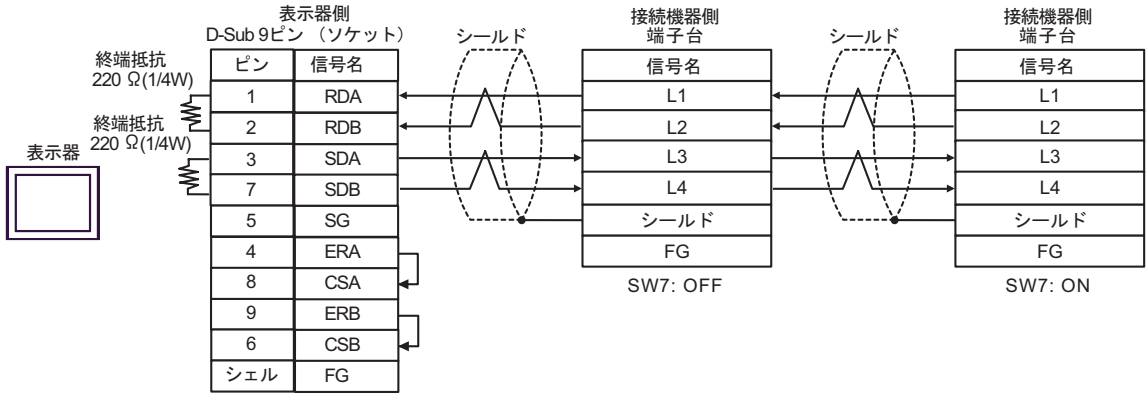 表示器側
D-Sub 9ピン （ソケット）
接続機器側
端子台
接続機器側
端子台
シールド
シールド
終端抵抗
220 Ω(1/4W)
終端抵抗
220 Ω(1/4W)
表示器
ピン 信号名
1 RDA
2 RDB
3 SDA
7 SDB
5 SG
4 ERA
8 CSA
9 ERB
6 CSB
シェル FG
信号名
L1
L2
L3
L4
シールド
FG
SW7: OFF
信号名
L1
L2
L3
L4
シールド
FG
SW7: ON